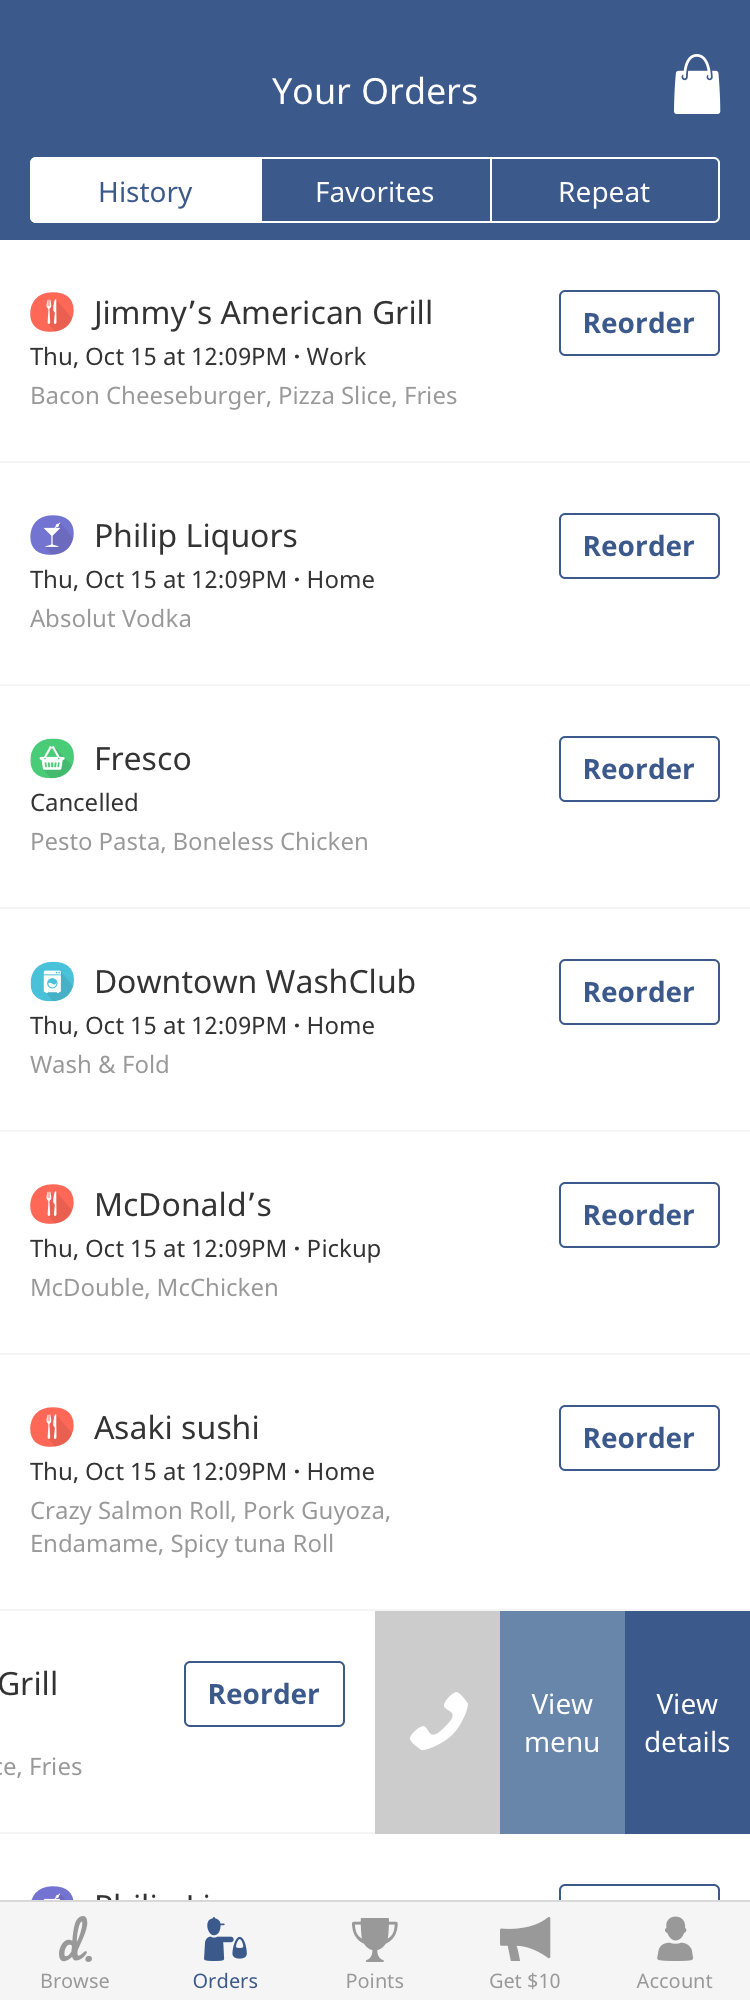 Your Orders
History
Favorites
Repeat
Jimmy’s American Grill
Reorder
Thu, Oct 15 at 12:09PM · Work
Bacon Cheeseburger, Pizza Slice, Fries
Philip Liquors
Reorder
Thu, Oct 15 at 12:09PM · Home
Absolut Vodka
Fresco
Reorder
Cancelled
Pesto Pasta, Boneless Chicken
Downtown WashClub
Reorder
Thu, Oct 15 at 12:09PM · Home
Wash & Fold
McDonald’s
Reorder
Thu, Oct 15 at 12:09PM · Pickup
McDouble, McChicken
Asaki sushi
Reorder
Thu, Oct 15 at 12:09PM · Home
Crazy Salmon Roll, Pork Guyoza,
Endamame, Spicy tuna Roll
Grill
Reorder
Fries
View
menu
View
details
d.
Browse
Orders
Points
Get $10
Account